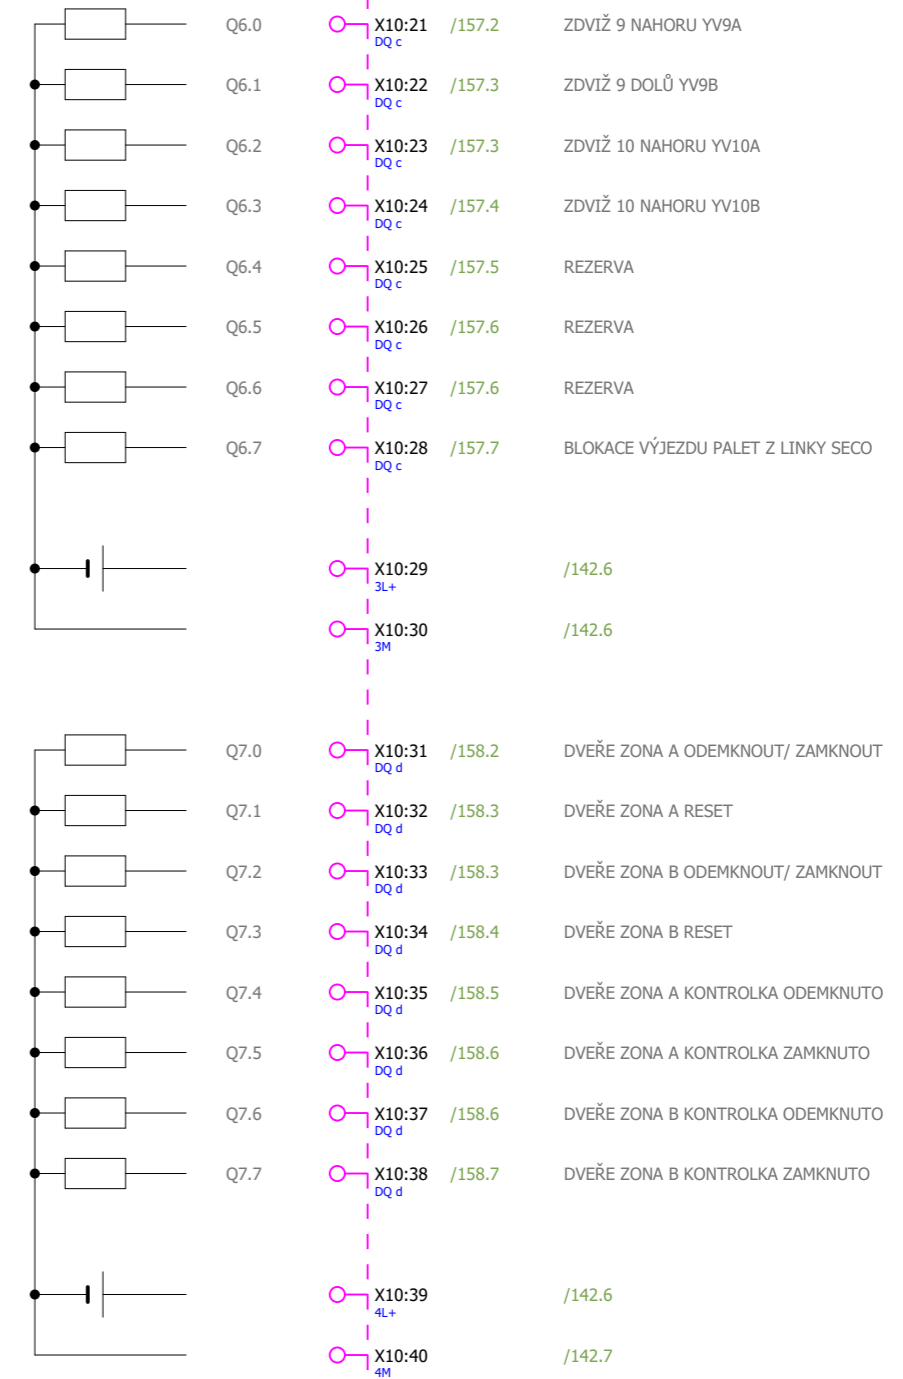 Q6.0 X10:21 /157.2 ZDVIŽ 9 NAHORU YV9A
DQ c
Q6.1 X10:22 /157.3 ZDVIŽ 9 DOLŮ YV9B
DQ c
Q6.2 X10:23 /157.3 ZDVIŽ 10 NAHORU YV10A
DQ c
Q6.3 X10:24 /157.4 ZDVIŽ 10 NAHORU YV10B
DQ c
Q6.4 X10:25 /157.5 REZERVA
DQ c
Q6.5 X10:26 /157.6 REZERVA
DQ c
Q6.6 X10:27 /157.6 REZERVA
DQ c
Q6.7 X10:28 /157.7 BLOKACE VÝJEZDU PALET Z LINKY SECO
DQ c
X10:29 /142.6
3L+
X10:30 /142.6
3M
Q7.0 X10:31 /158.2 DVEŘE ZONA A ODEMKNOUT/ ZAMKNOUT
DQ d
Q7.1 X10:32 /158.3 DVEŘE ZONA A RESET
DQ d
Q7.2 X10:33 /158.3 DVEŘE ZONA B ODEMKNOUT/ ZAMKNOUT
DQ d
Q7.3 X10:34 /158.4 DVEŘE ZONA B RESET
DQ d
Q7.4 X10:35 /158.5 DVEŘE ZONA A KONTROLKA ODEMKNUTO
DQ d
Q7.5 X10:36 /158.6 DVEŘE ZONA A KONTROLKA ZAMKNUTO
DQ d
Q7.6 X10:37 /158.6 DVEŘE ZONA B KONTROLKA ODEMKNUTO
DQ d
Q7.7 X10:38 /158.7 DVEŘE ZONA B KONTROLKA ZAMKNUTO
DQ d
X10:39 /142.6
4L+
X10:40 /142.7
4M